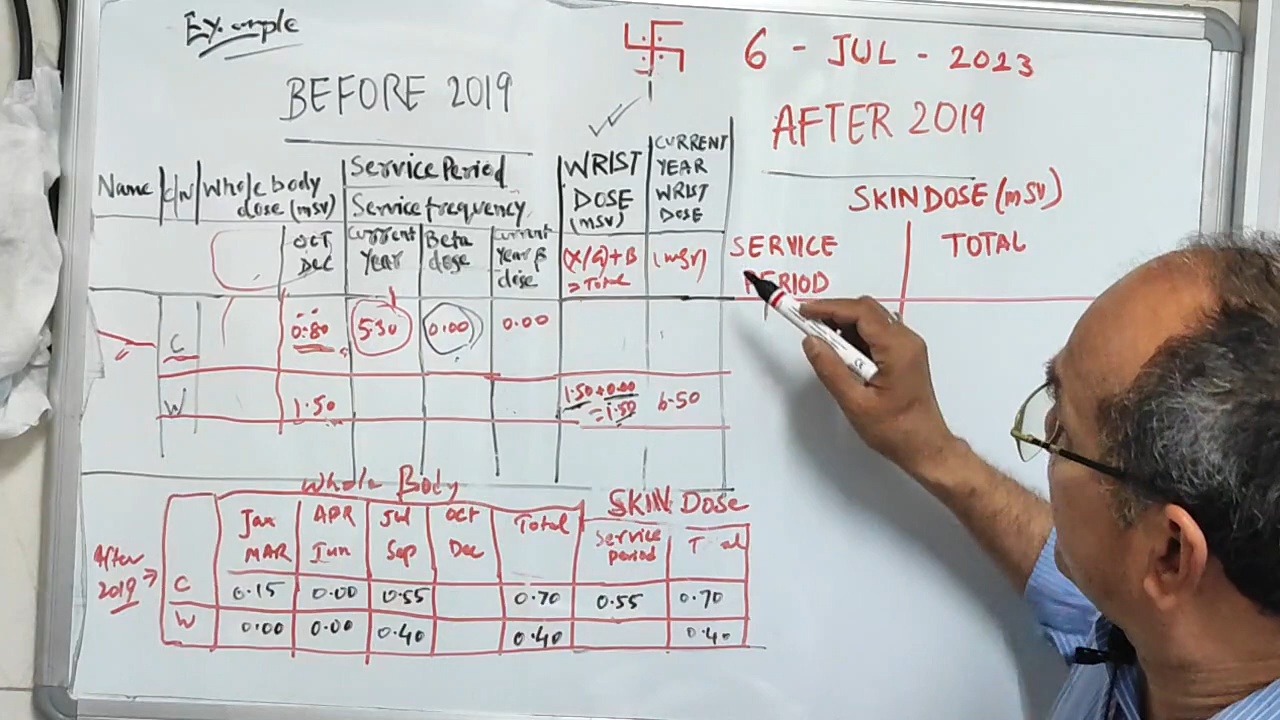 Example
6 - JUL - 2023
BEFORE 2019
AFTER 2019
Name
C/W
Whole body
dose (msv)
Service Period
Service frequency
WRIST
DOSE
(msv)
CURRENT
YEAR
WRIST
DOSE
SKIN DOSE (mSV)
OCT
DEC
Current
YEAR
Beta
dose
Current
Year β
dose
(X/G)+B
= Total
(mSV)
SERVICE
PERIOD
TOTAL
C
0.80
5.30
0.00
0.00
W
1.50
1.50+0.00
= 1.50
6.50
Whole Body
SKIN DOSE
After
2019
Jan
MAR
APR
Jun
Jul
Sep
Oct
Dec
Total
Service
period
T al
C
0.15
0.00
0.55
0.70
0.55
0.70
W
0.00
0.00
0.40
0.40
0.40